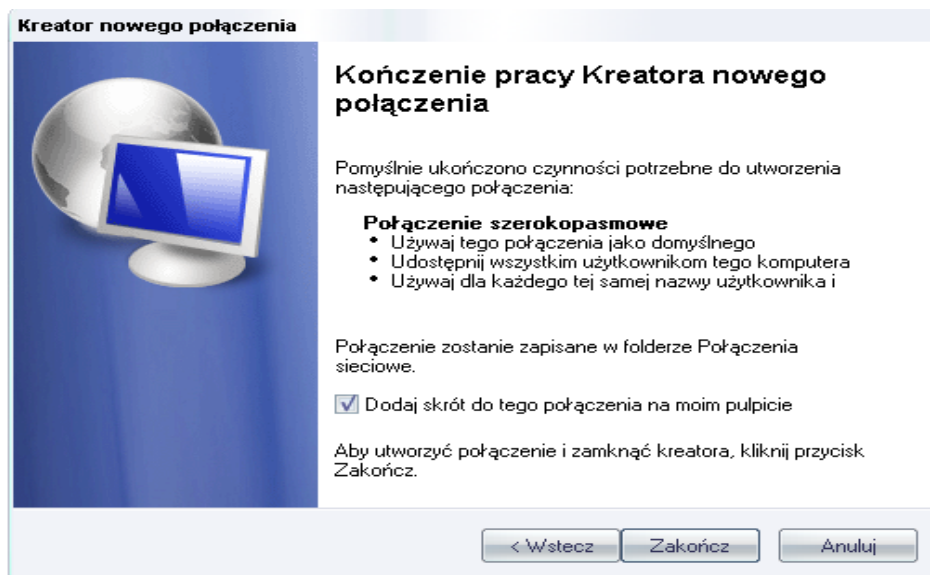 Kreator nowego połączenia
Kończenie pracy Kreatora nowego
połączenia
Pomyślnie ukończono czynności potrzebne do utworzenia
następującego połączenia:
Połączenie szerokopasmowe
• Używaj tego połączenia jako domyślnego
• Udostępnij wszystkim użytkownikom tego komputera
• Używaj dla każdego tej samej nazwy użytkownika i
Połączenie zostanie zapisane w folderze Połączenia
sieciowe.
Dodaj skrót do tego połączenia na moim pulpicie
Aby utworzyć połączenie i zamknąć kreatora, kliknij przycisk
Zakończ.
< Wstecz Zakończ Anuluj